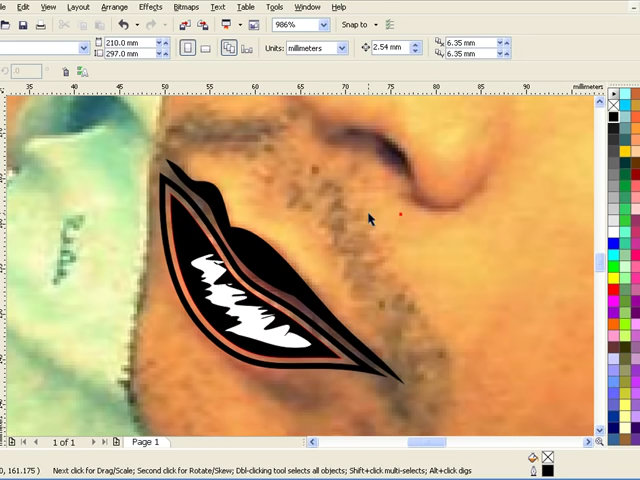 Edit View Layout Arrange Effects Bitmaps Text Table Tools Window Help
986% Snap to
210.0 mm
297.0 mm
Units: millimeters 2.54 mm
6.35 mm
6.35 mm
.0
35 40 45 50 55 60 65 70 75 80 85 90 millimeters
1 of 1 Page 1
0, 161.175 ) Next click for Drag/Scale; Second click for Rotate/Skew; Dbl-clicking tool selects all objects; Shift+click multi-selects; Alt+click digs